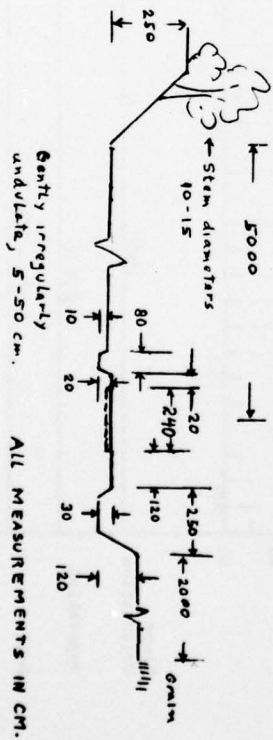 5000
← Stem diameters
10-15
250
Grain
20
250
2000
240
120
80
10
20
30
120
Gently irregularly
undulate, 5-50 cm.
ALL MEASUREMENTS IN CM.